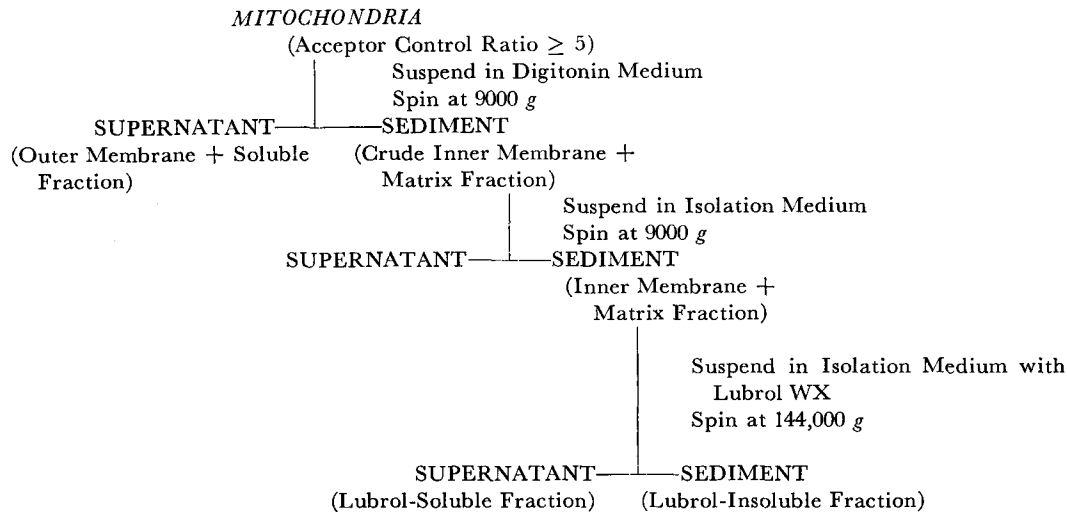 MITOCHONDRIA
(Acceptor Control Ratio ≥ 5)
Suspend in Digitonin Medium
Spin at 9000 g
SUPERNATANT SEDIMENT
(Outer Membrane + Soluble (Crude Inner Membrane +
Fraction) Matrix Fraction)
Suspend in Isolation Medium
Spin at 9000 g
SUPERNATANT SEDIMENT
(Inner Membrane +
Matrix Fraction)
Suspend in Isolation Medium with
Lubrol WX
Spin at 144,000 g
SUPERNATANT SEDIMENT
(Lubrol-Soluble Fraction) (Lubrol-Insoluble Fraction)